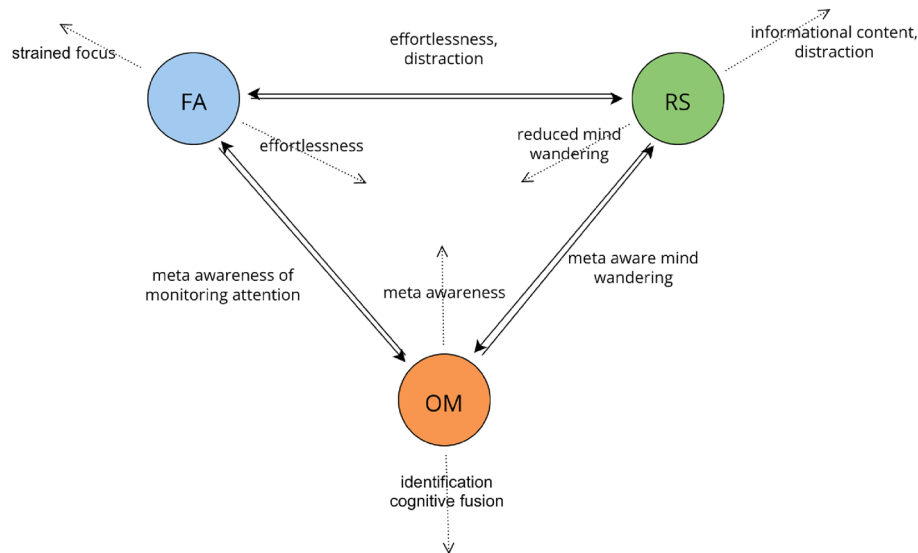 effortlessness,
distraction
informational content,
distraction
strained focus
FA
RS
effortlessness
reduced mind
wandering
meta awareness of
monitoring attention
meta awareness
meta aware mind
wandering
OM
identification
cognitive fusion